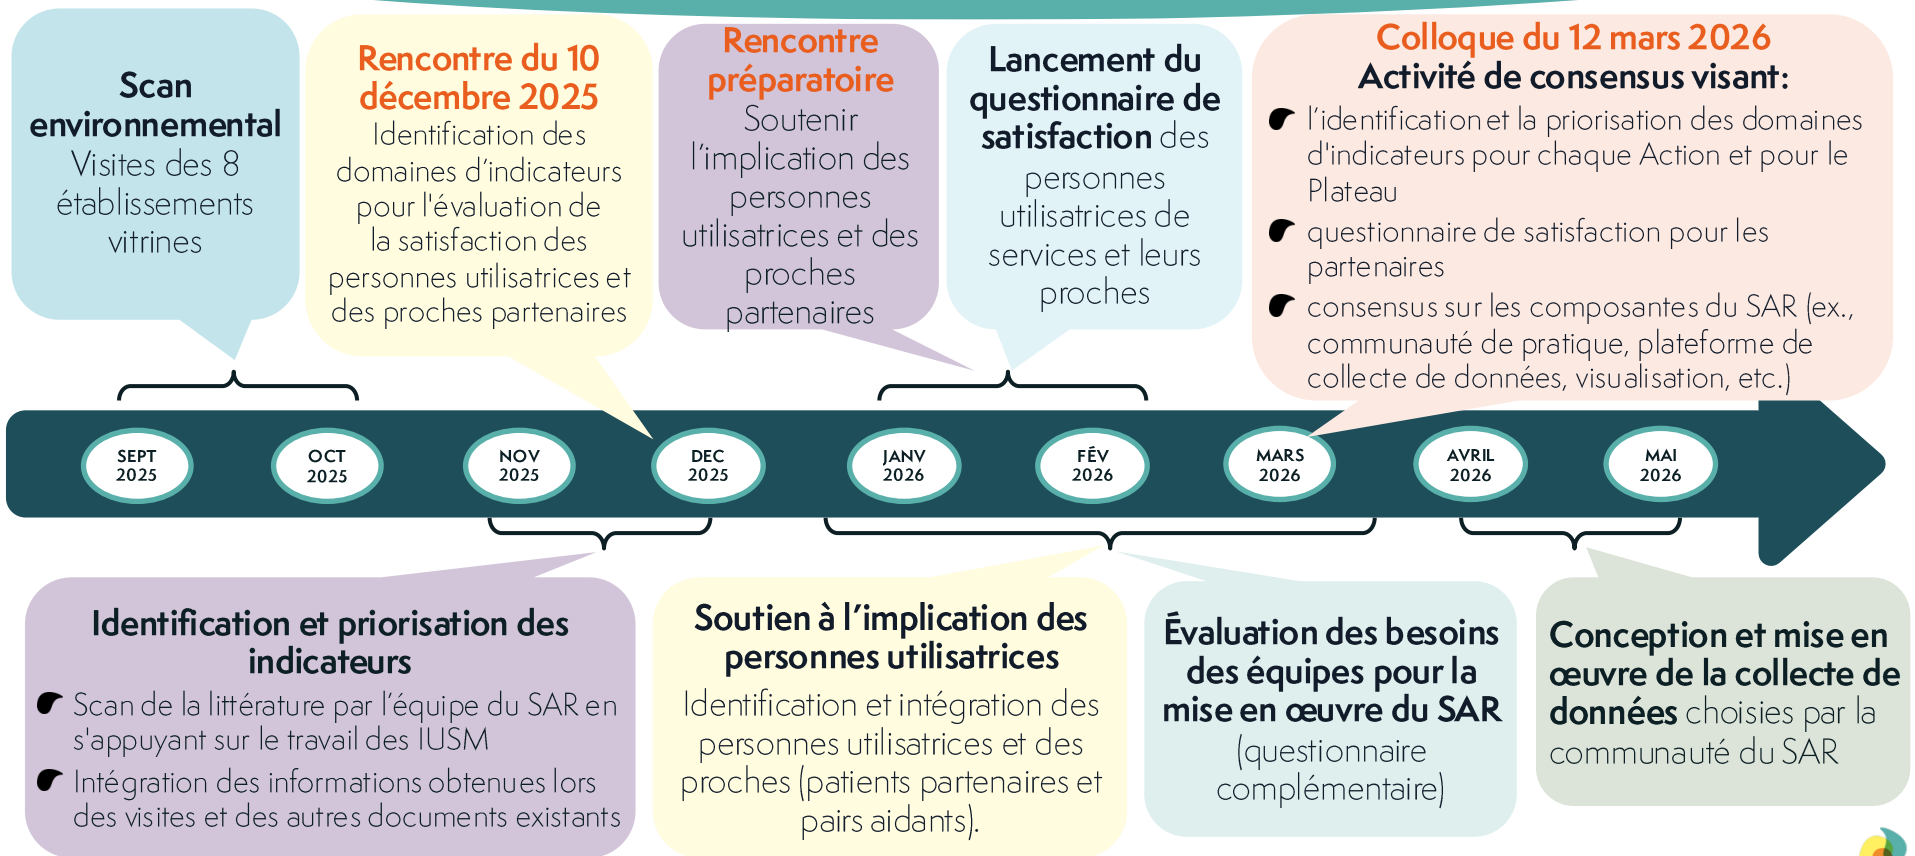 Scan
environnemental
Visites des 8
établissements
vitrines
Rencontre du 10
décembre 2025
Identification des
domaines d’indicateurs
pour l'évaluation de
la satisfaction des
personnes utilisatrices et
des proches partenaires
Rencontre
préparatoire
Soutenir
l’implication des
personnes
utilisatrices et des
proches
partenaires
Lancement du
questionnaire de
satisfaction des
personnes
utilisatrices de
services et leurs
proches
Colloque du 12 mars 2026
Activité de consensus visant:
l’identification et la priorisation des domaines
d'indicateurs pour chaque Action et pour le
Plateau
questionnaire de satisfaction pour les
partenaires
consensus sur les composantes du SAR (ex.,
communauté de pratique, plateforme de
collecte de données, visualisation, etc.)
SEPT
2025
OCT
2025
NOV
2025
DEC
2025
JANV
2026
FÉV
2026
MARS
2026
AVRIL
2026
MAI
2026
Identification et priorisation des
indicateurs
Scan de la littérature par l’équipe du SAR en
s'appuyant sur le travail des IUSM
Intégration des informations obtenues lors
des visites et des autres documents existants
Soutien à l’implication des
personnes utilisatrices
Identification et intégration des
personnes utilisatrices et des
proches (patients partenaires et
pairs aidants).
Évaluation des besoins
des équipes pour la
mise en œuvre du SAR
(questionnaire
complémentaire)
Conception et mise en
œuvre de la collecte de
données choisies par la
communauté du SAR